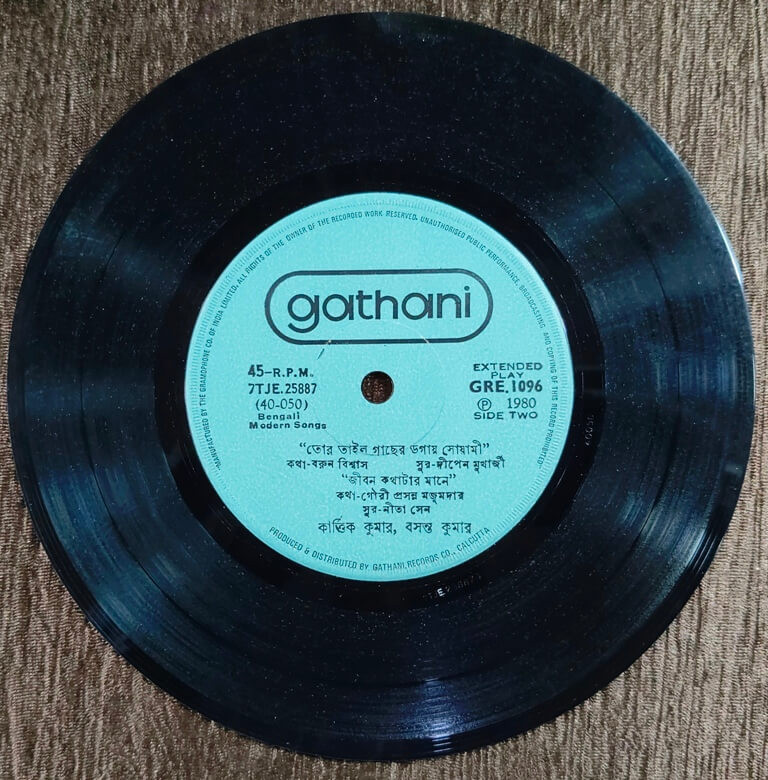 MANUFACTURED BY THE GRAMOPHONE CO. OF INDIA LIMITED. ALL RIGHTS OF THE OWNER OF THE RECORDED WORK RESERVED. UNAUTHORISED PUBLIC PERFORMANCE, BROADCASTING AND COPYING OF THIS RECORD PROHIBITED
gathani
45-R.P.M.
7TJE.25887
(40-050)
Bengali
Modern Songs
EXTENDED
PLAY
GRE.1096
Ⓟ 1980
SIDE TWO
“তোর তাইল গাছের ডগায় সোয়ামী”
কথা-বরুন বিশ্বাস সুর-দ্বীপেন মুখার্জী
“জীবন কথাটার মানে”
কথা-গৌরী প্রসন্ন মজুমদার
সুর-নীতা সেন
কার্ত্তিক কুমার, বসন্ত কুমার
PRODUCED & DISTRIBUTED BY GATHANI RECORDS CO., CALCUTTA